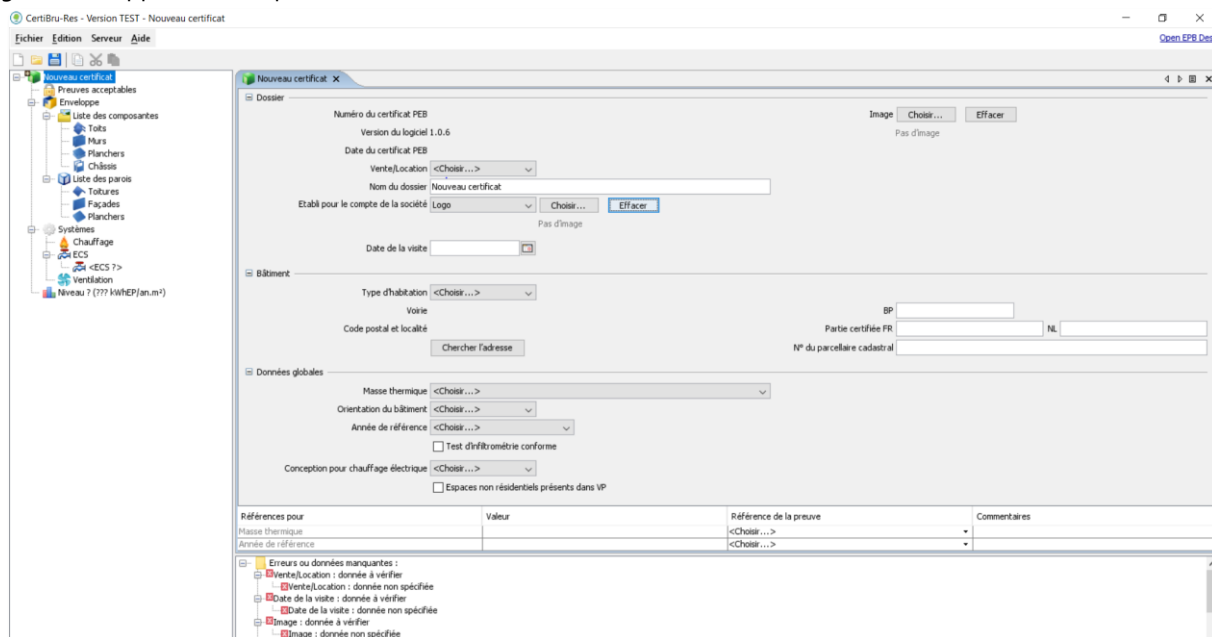 CertiBru-Res - Version TEST - Nouveau certificat
Fichier Edition Serveur Aide
Open EPB Des
Nouveau certificat
Preuves acceptables
Enveloppe
Liste des composantes
Toits
Murs
Planchers
Châssis
Liste des parois
Toitures
Façades
Planchers
Systèmes
Chauffage
ECS
<ECS ?>
Ventilation
Niveau ? (??? kWhEP/an.m²)
Nouveau certificat
Dossier
Numéro du certificat PEB
Image Choisir... Effacer
Version du logiciel 1.0.6
Pas d'image
Date du certificat PEB
Vente/Location <Choisir...>
Nom du dossier Nouveau certificat
Etabli pour le compte de la société Logo Choisir... Effacer
Pas d'image
Date de la visite
Bâtiment
Type d'habitation <Choisir...>
Voirie BP
Code postal et localité Partie certifiée FR NL
Chercher l'adresse N° du parcellaire cadastral
Données globales
Masse thermique <Choisir...>
Orientation du bâtiment <Choisir...>
Année de référence <Choisir...>
Test d'infiltrométrie conforme
Conception pour chauffage électrique <Choisir...>
Espaces non résidentiels présents dans VP
Références pour Valeur Référence de la preuve Commentaires
Masse thermique <Choisir...>
Année de référence <Choisir...>
Erreurs ou données manquantes :
Vente/Location : donnée à vérifier
Vente/Location : donnée non spécifiée
Date de la visite : donnée à vérifier
Date de la visite : donnée non spécifiée
Image : donnée à vérifier
Image : donnée non spécifiée